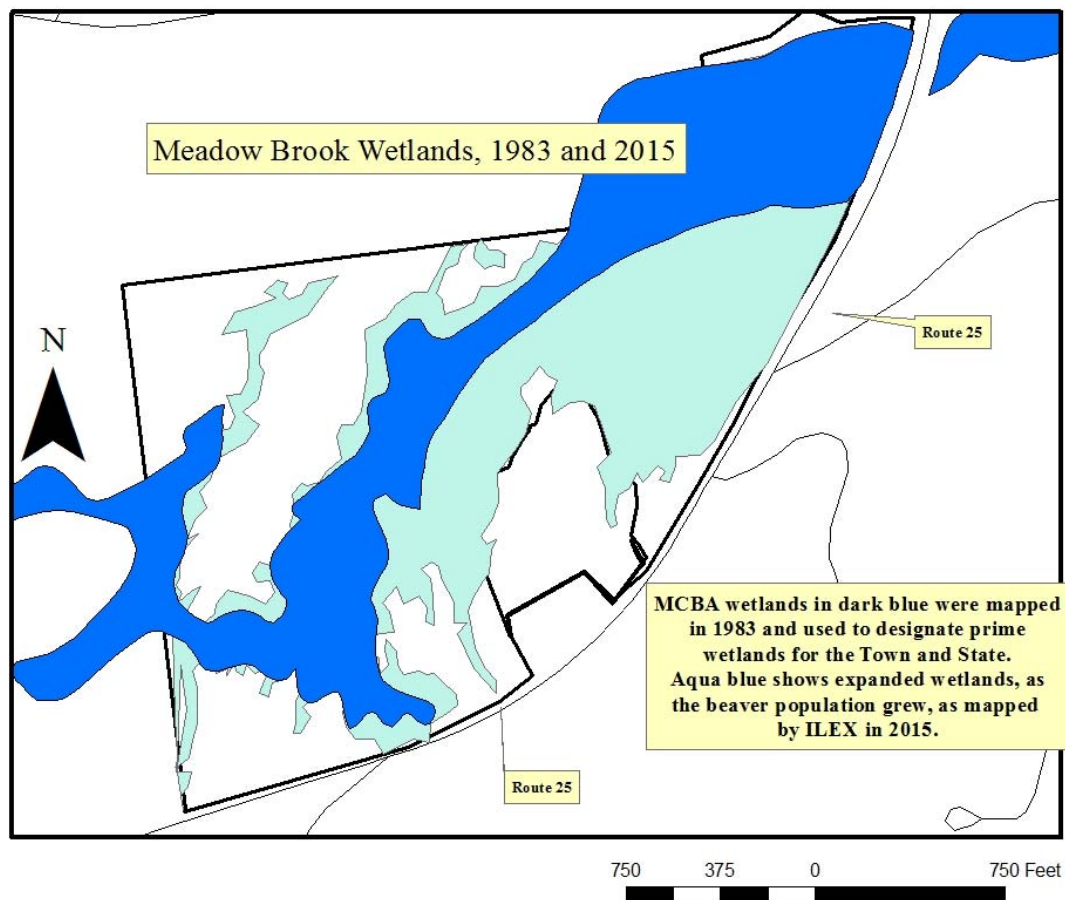 Meadow Brook Wetlands, 1983 and 2015
N
Route 25
MCBA wetlands in dark blue were mapped
in 1983 and used to designate prime
wetlands for the Town and State.
Aqua blue shows expanded wetlands, as
the beaver population grew, as mapped
by ILEX in 2015.
Route 25
750 375 0 750 Feet